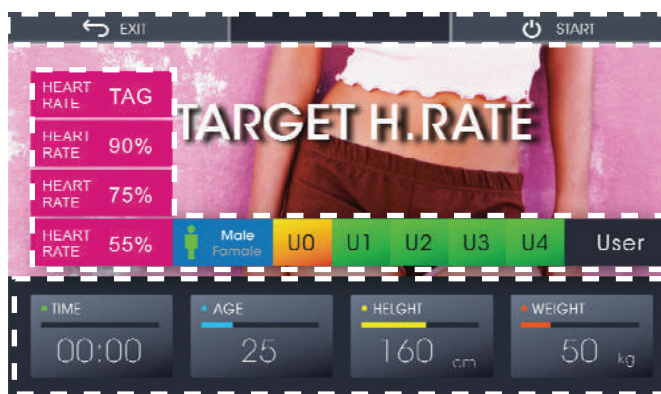 EXIT
START
HEART
RATE TAG
TARGET H.RATE
HEART
RATE 90%
HEART
RATE 75%
HEART
RATE 55%
Male
Famale
U0 U1 U2 U3 U4 User
TIME
AGE
HELGHT
WEIGHT
00:00
25
160 cm
50 kg